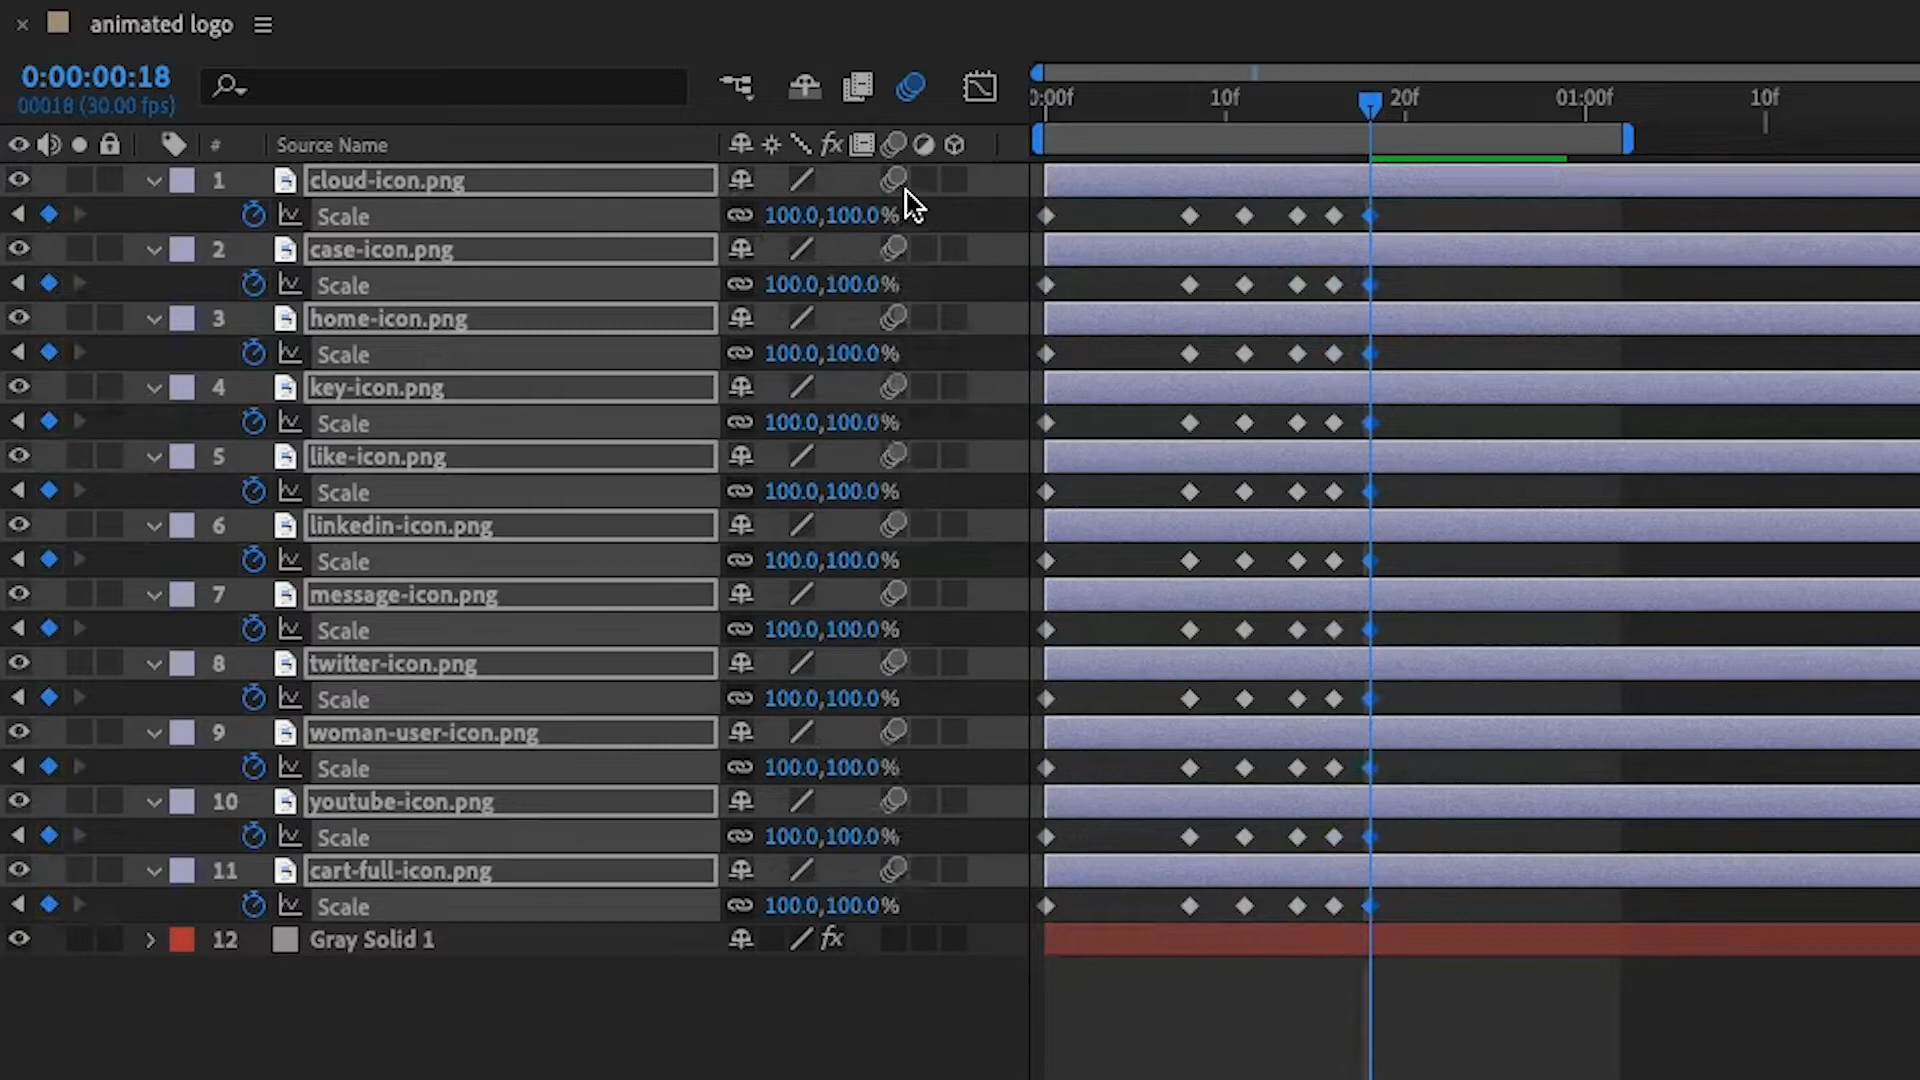 × animated logo
0:00:00:18
00018 (30.00 fps)
0:00f 10f 20f 01:00f 10f
# Source Name fx
1 cloud-icon.png
Scale 100.0,100.0%
2 case-icon.png
Scale 100.0,100.0%
3 home-icon.png
Scale 100.0,100.0%
4 key-icon.png
Scale 100.0,100.0%
5 like-icon.png
Scale 100.0,100.0%
6 linkedin-icon.png
Scale 100.0,100.0%
7 message-icon.png
Scale 100.0,100.0%
8 twitter-icon.png
Scale 100.0,100.0%
9 woman-user-icon.png
Scale 100.0,100.0%
10 youtube-icon.png
Scale 100.0,100.0%
11 cart-full-icon.png
Scale 100.0,100.0%
12 Gray Solid 1 fx